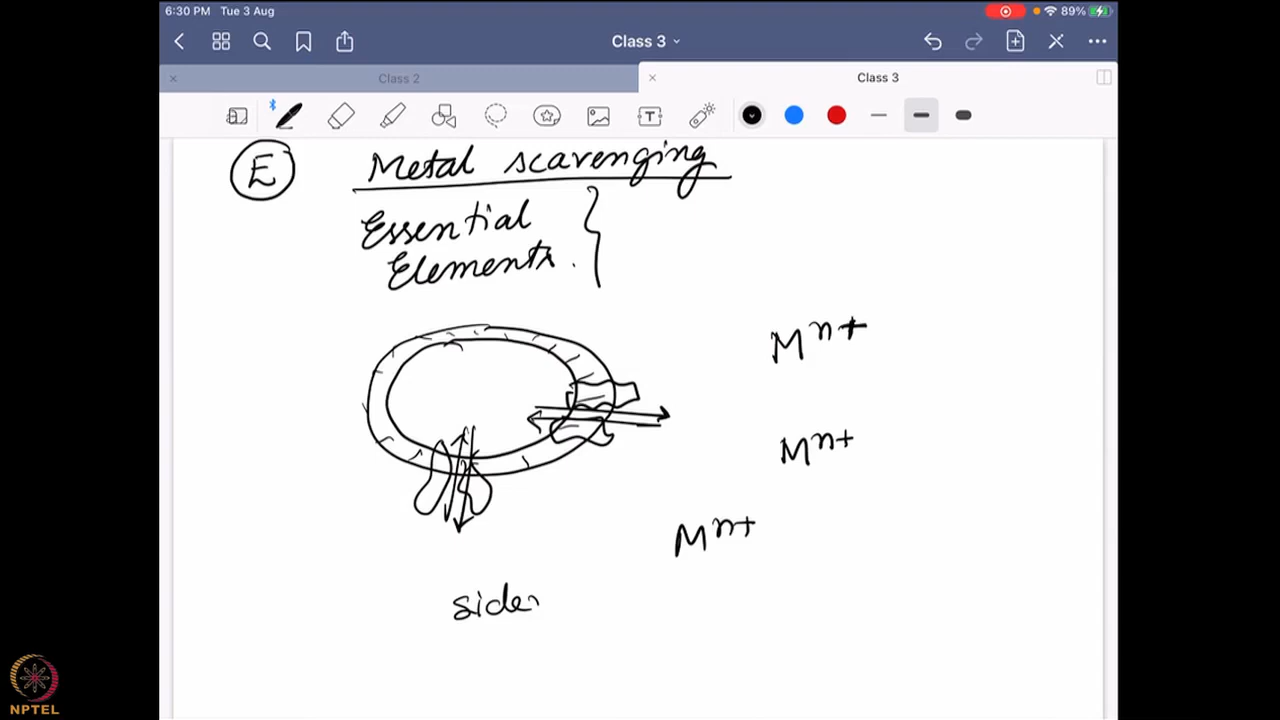 6:30 PM Tue 3 Aug
89%
Class 3
Class 2
Class 3
T
E Metal scavenging
Essential
Elements.
Mⁿ⁺
Mⁿ⁺
Mⁿ⁺
sider
NPTEL